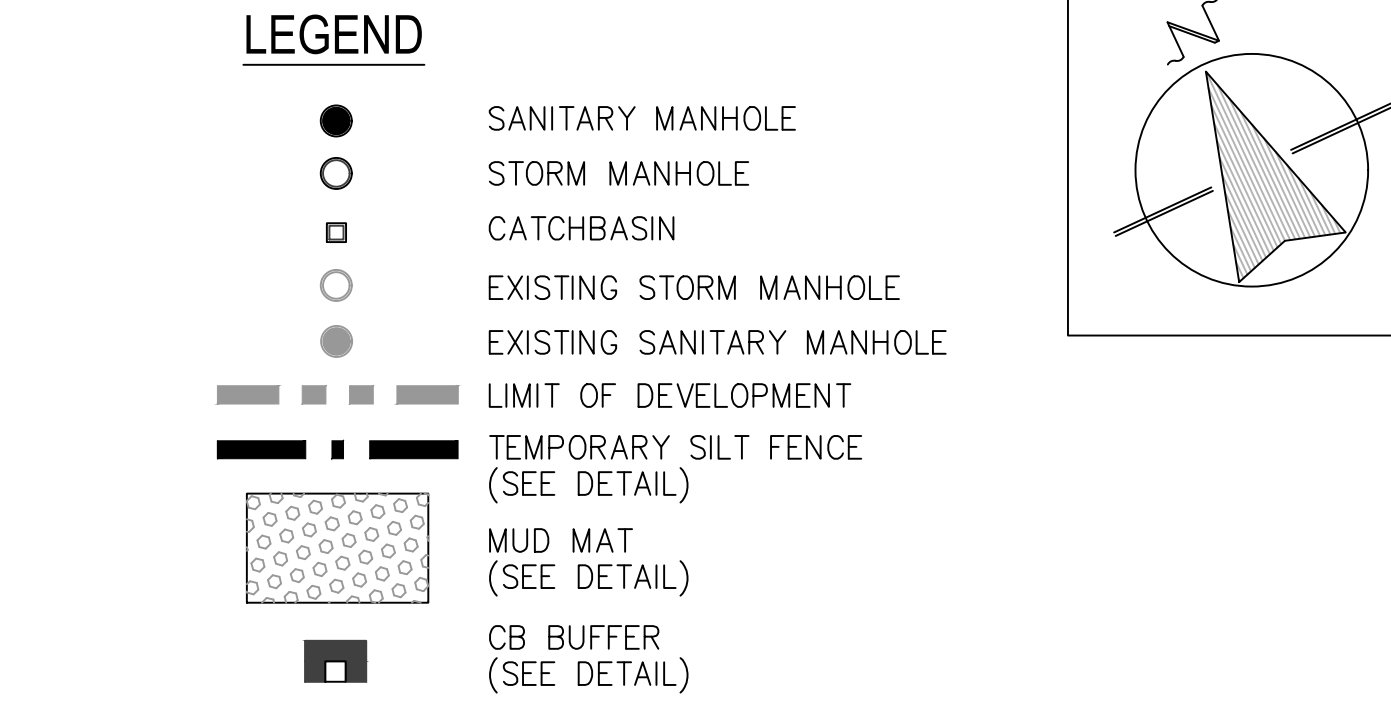 LEGEND
N
SANITARY MANHOLE
STORM MANHOLE
CATCHBASIN
EXISTING STORM MANHOLE
EXISTING SANITARY MANHOLE
LIMIT OF DEVELOPMENT
TEMPORARY SILT FENCE
(SEE DETAIL)
MUD MAT
(SEE DETAIL)
CB BUFFER
(SEE DETAIL)